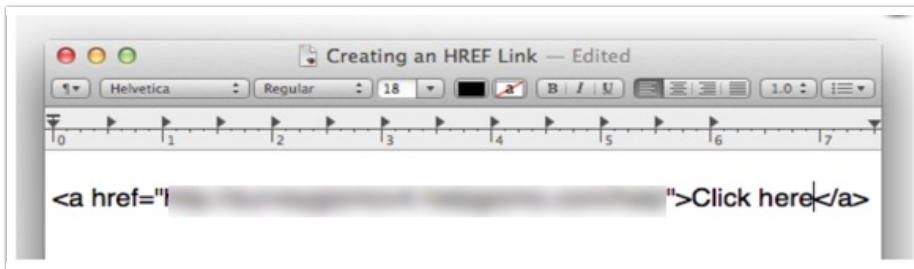 Creating an HREF Link — Edited
¶ Helvetica Regular 18 a B I U 1.0
0 1 2 3 4 5 6 7
<a href="h ">Click here</a>